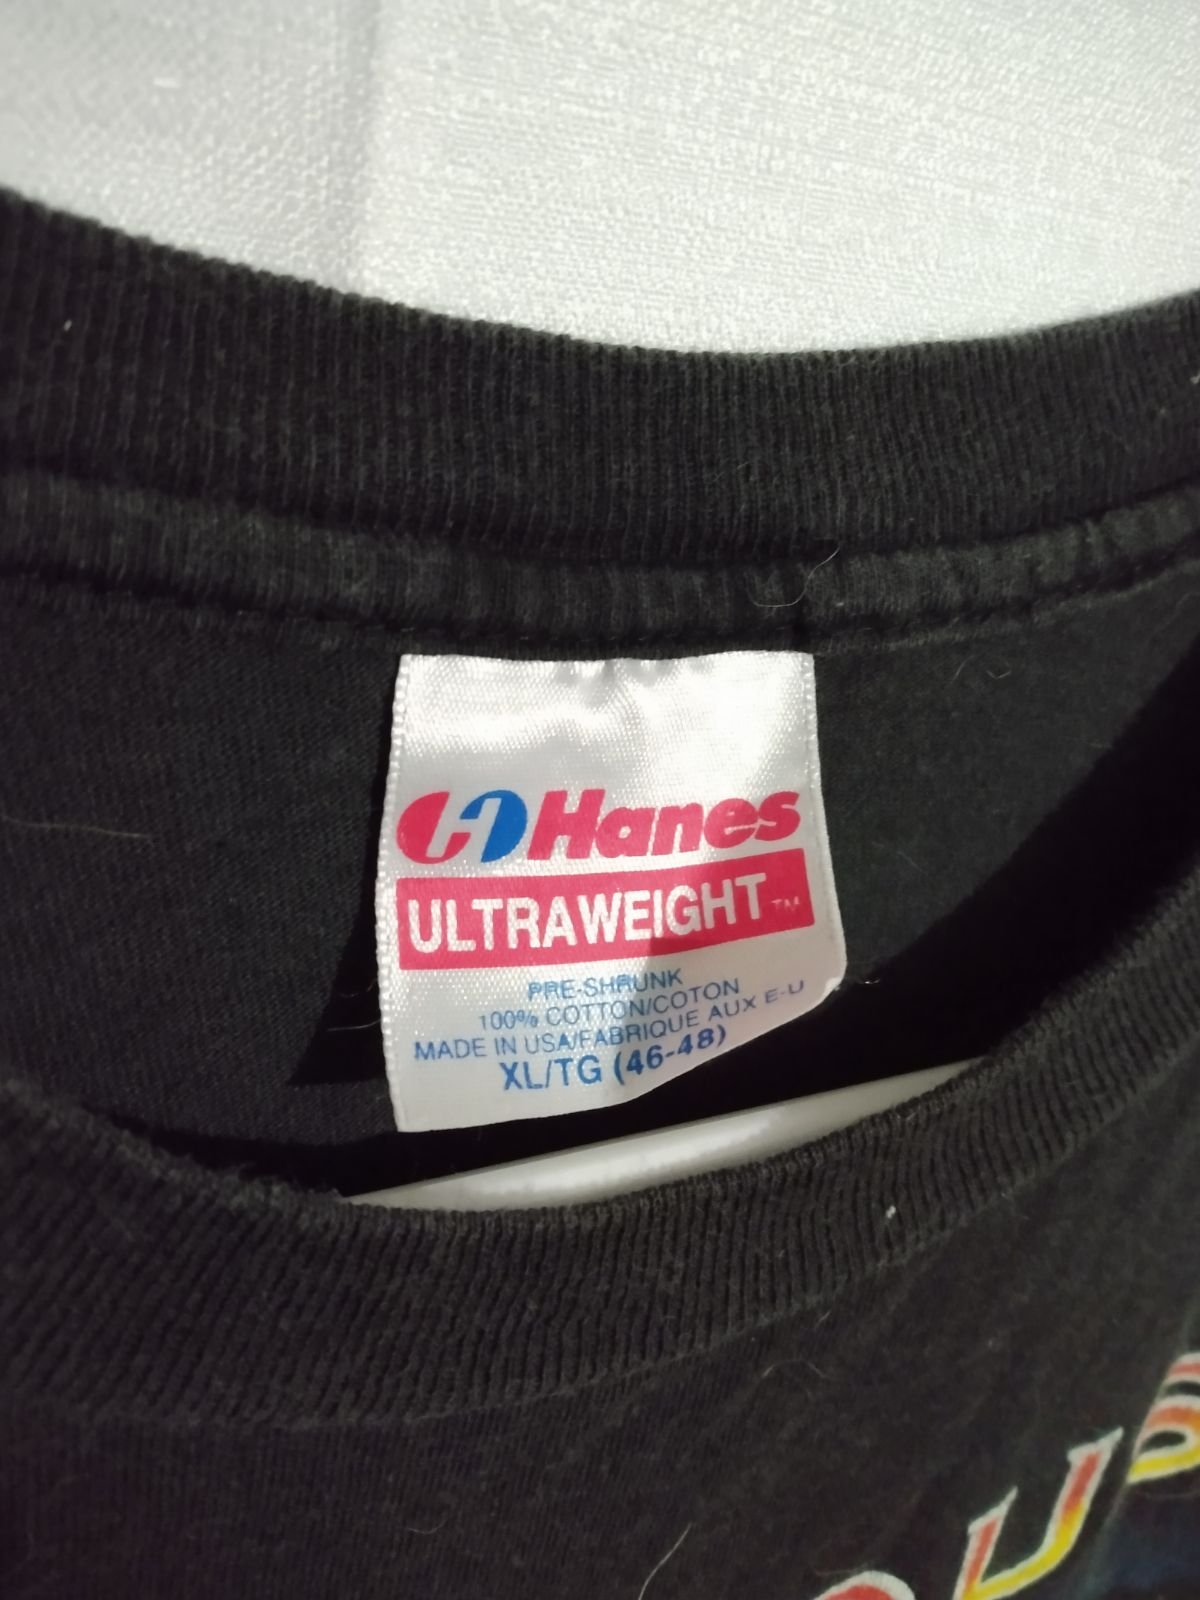 Hanes
ULTRAWEIGHT™
PRE-SHRUNK
100% COTTON/COTON
MADE IN USA/FABRIQUE AUX E-U
XL/TG (46-48)